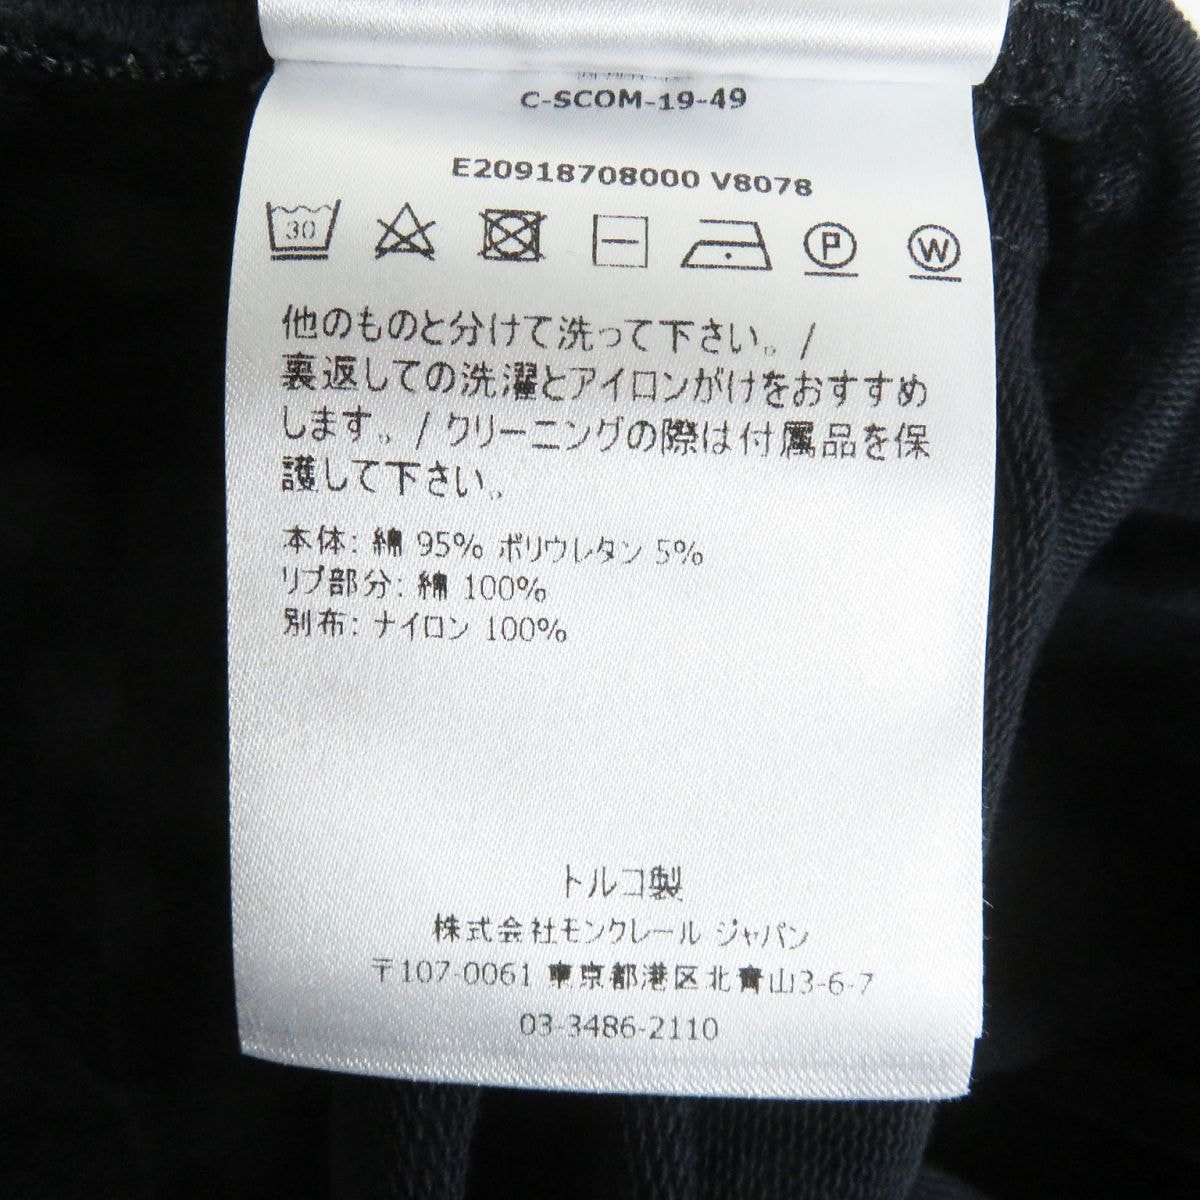 C-SCOM-19-49
E20918708000 V8078
30
P
W
他のものと分けて洗って下さい。/
裏返しての洗濯とアイロンがけをおすすめ
します。/ クリーニングの際は付属品を保
護して下さい。
本体: 綿 95% ポリウレタン 5%
リブ部分: 綿 100%
別布: ナイロン 100%
トルコ製
株式会社モンクレール ジャパン
〒107-0061 東京都港区北青山3-6-7
03-3486-2110